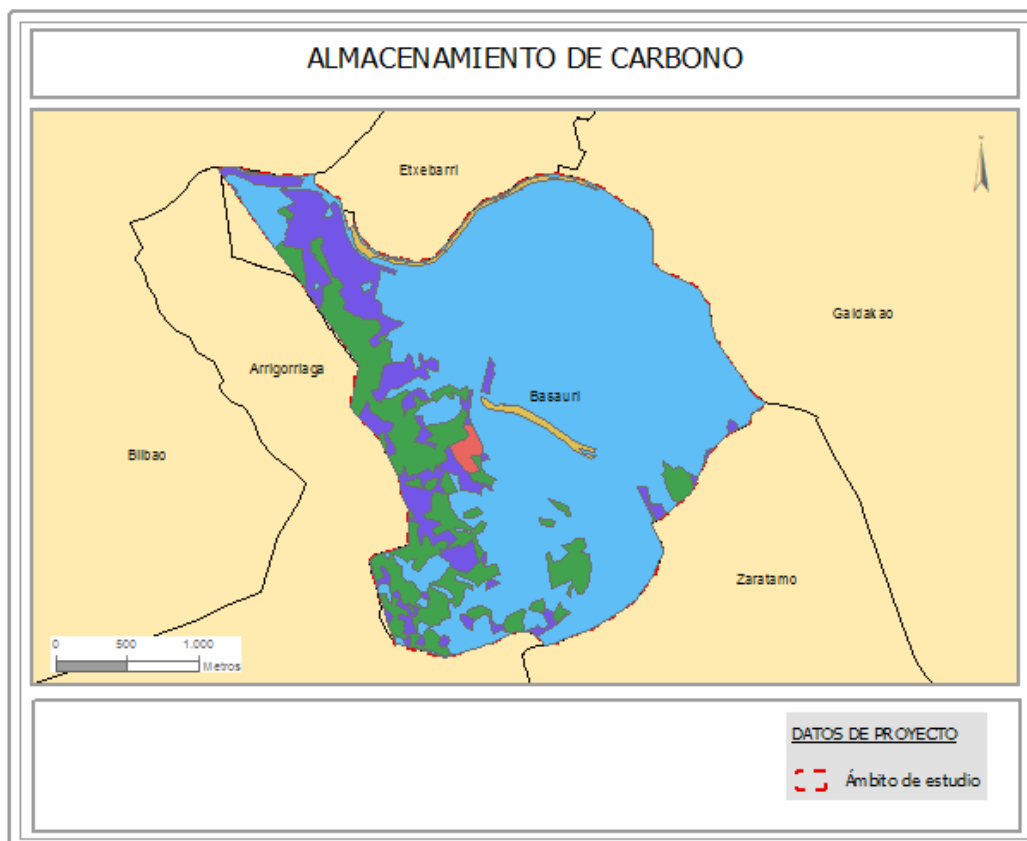 ALMACENAMIENTO DE CARBONO
Etxebarri
Galdakao
Arrigorriaga
Basauri
Bilbao
Zaratamo
0 500 1.000
Metros
DATOS DE PROYECTO
Ámbito de estudio